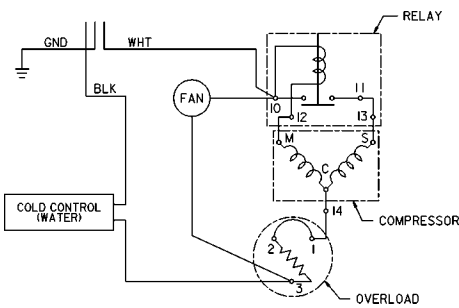 RELAY
GND
WHT
BLK
FAN
10
11
12
13
M
S
C
14
COLD CONTROL
(WATER)
COMPRESSOR
2
1
3
OVERLOAD